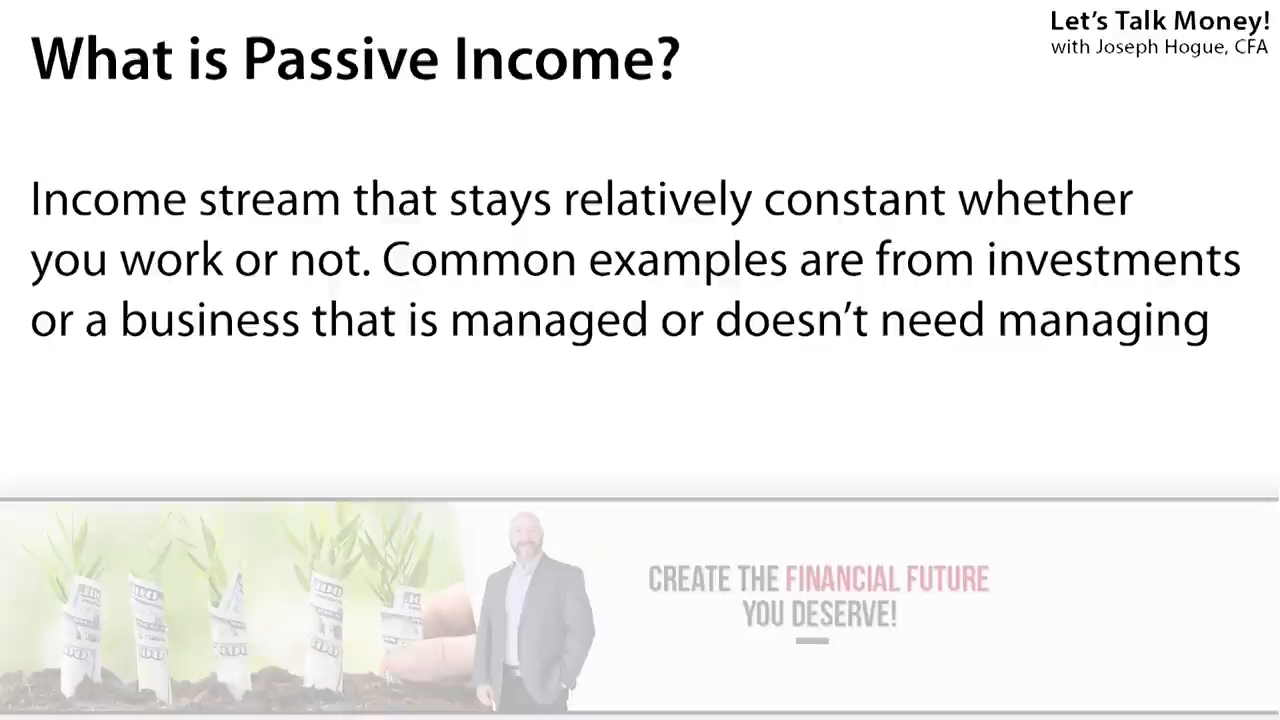 What is Passive Income?
Let's Talk Money!
with Joseph Hogue, CFA
Income stream that stays relatively constant whether
you work or not. Common examples are from investments
or a business that is managed or doesn't need managing
CREATE THE FINANCIAL FUTURE
YOU DESERVE!